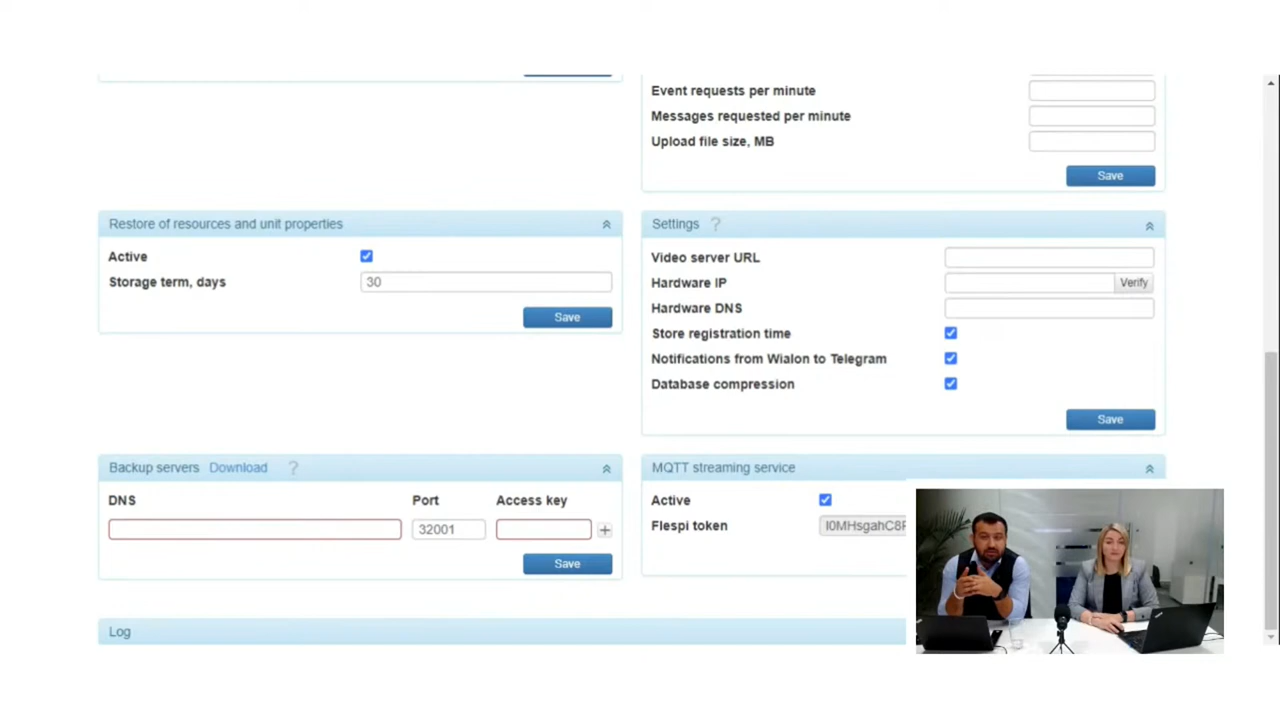 Event requests per minute
Messages requested per minute
Upload file size, MB
Save
Restore of resources and unit properties
Active
Storage term, days 30
Save
Settings ?
Video server URL
Hardware IP Verify
Hardware DNS
Store registration time
Notifications from Wialon to Telegram
Database compression
Save
Backup servers Download ?
DNS Port Access key
32001 +
Save
MQTT streaming service
Active
Flespi token
Log